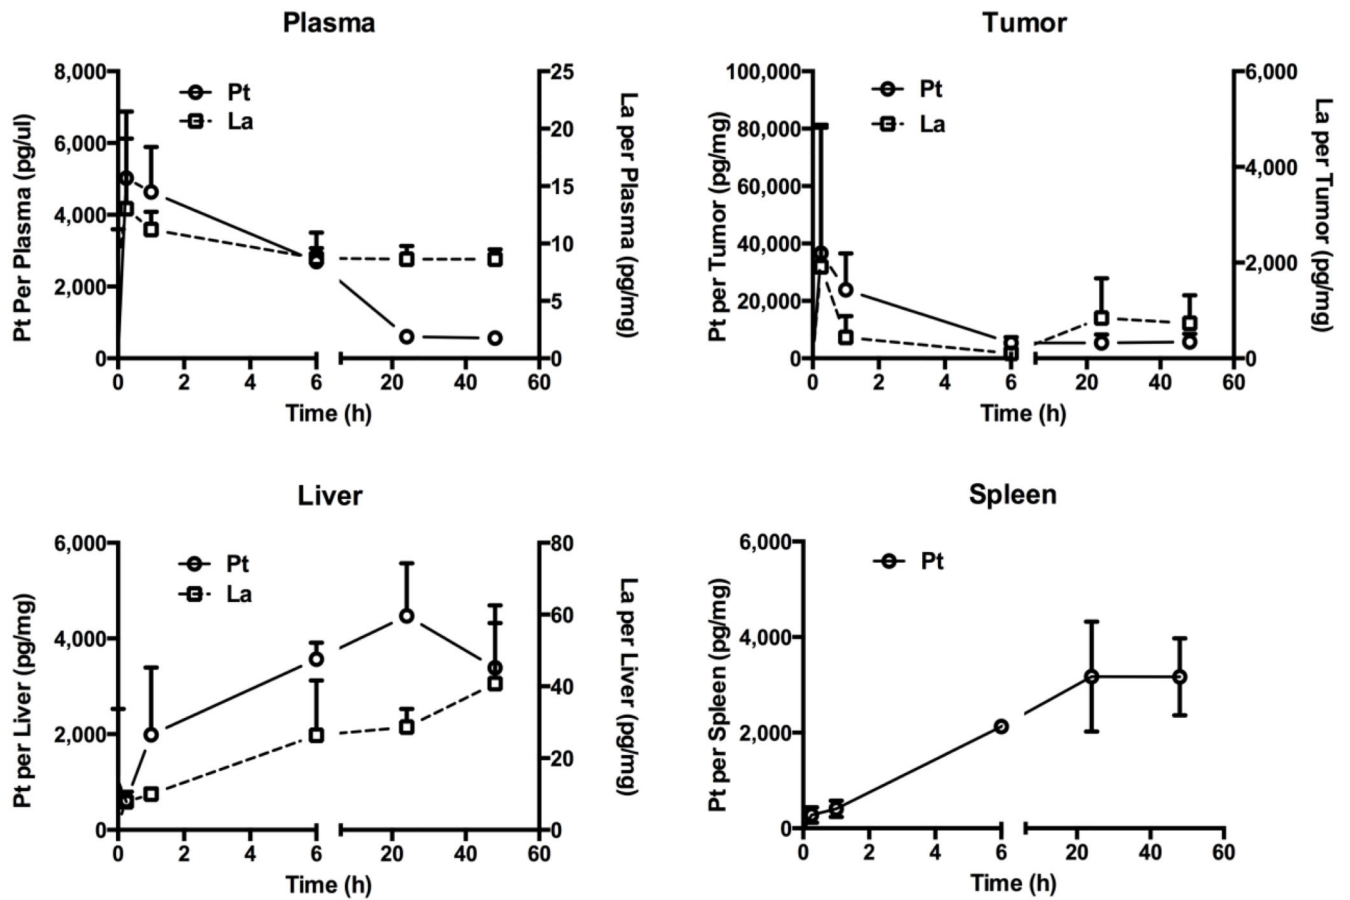 Plasma
8,000
6,000
4,000
2,000
0
Pt Per Plasma (pg/ul)
Pt
La
25
20
15
10
5
0
La per Plasma (pg/mg)
0 2 4 6 20 40 60
Time (h)
Tumor
100,000
80,000
60,000
40,000
20,000
0
Pt per Tumor (pg/mg)
Pt
La
6,000
4,000
2,000
0
La per Tumor (pg/mg)
0 2 4 6 20 40 60
Time (h)
Liver
6,000
4,000
2,000
0
Pt per Liver (pg/mg)
Pt
La
80
60
40
20
0
La per Liver (pg/mg)
0 2 4 6 20 40 60
Time (h)
Spleen
6,000
4,000
2,000
0
Pt per Spleen (pg/mg)
Pt
0 2 4 6 20 40 60
Time (h)